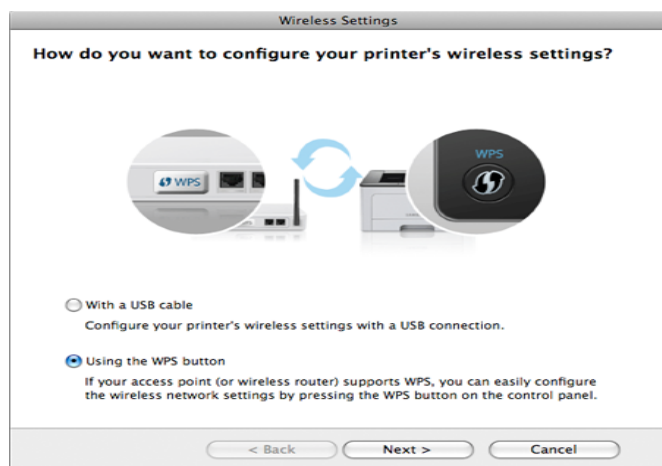 Wireless Settings
How do you want to configure your printer's wireless settings?
WPS
WPS
With a USB cable
Configure your printer's wireless settings with a USB connection.
Using the WPS button
If your access point (or wireless router) supports WPS, you can easily configure
the wireless network settings by pressing the WPS button on the control panel.
< Back
Next >
Cancel